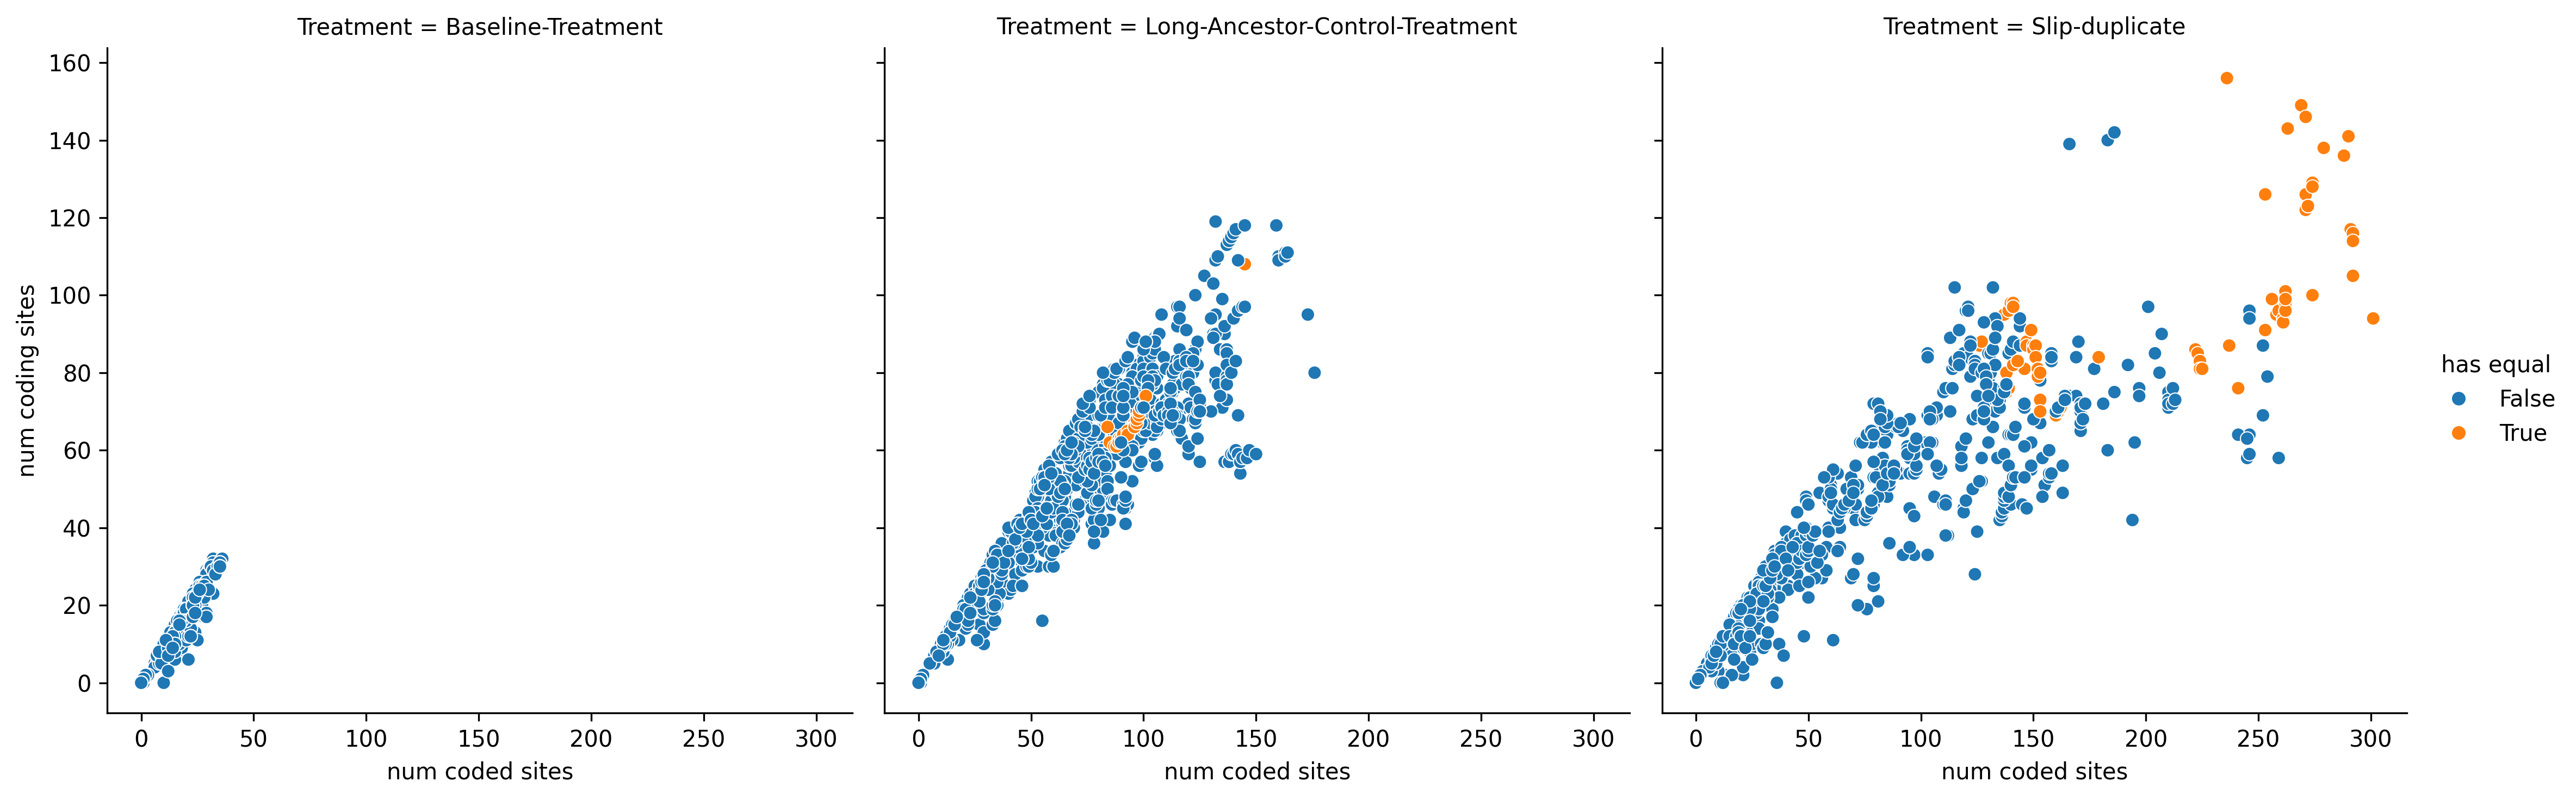 Treatment = Baseline-Treatment
Treatment = Long-Ancestor-Control-Treatment
Treatment = Slip-duplicate
160
140
120
100
80
60
40
20
0
num coding sites
0 50 100 150 200 250 300
0 50 100 150 200 250 300
0 50 100 150 200 250 300
num coded sites
num coded sites
num coded sites
has equal
False
True